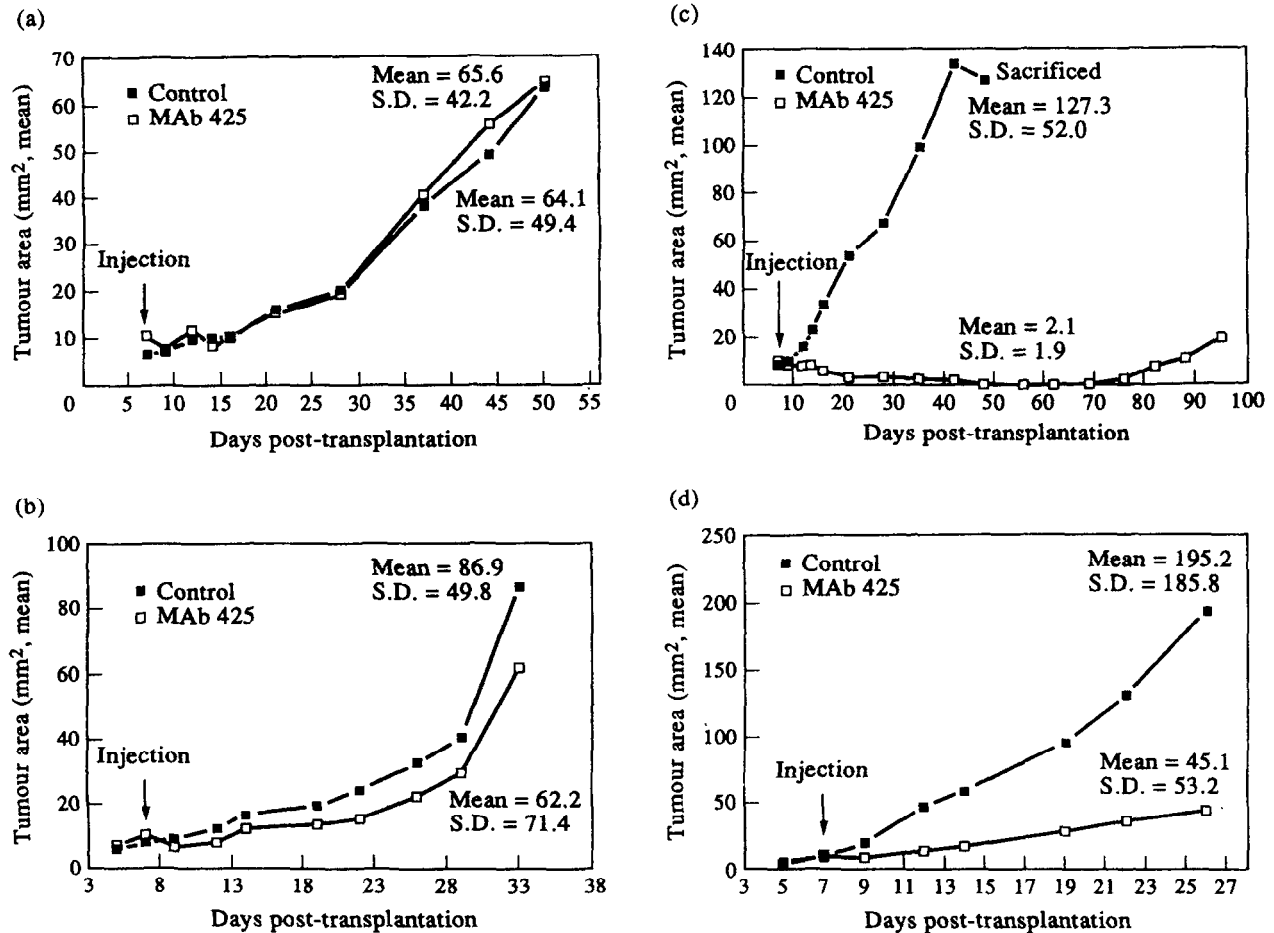 (a)
70
60
50
40
30
20
10
0
Tumour area (mm², mean)
■ Control
□ MAb 425
Mean = 65.6
S.D. = 42.2
Mean = 64.1
S.D. = 49.4
Injection
0 5 10 15 20 25 30 35 40 45 50 55
Days post-transplantation
(c)
140
120
100
80
60
40
20
0
Tumour area (mm², mean)
■ Control
□ MAb 425
Sacrificed
Mean = 127.3
S.D. = 52.0
Injection
Mean = 2.1
S.D. = 1.9
0 10 20 30 40 50 60 70 80 90 100
Days post-transplantation
(b)
100
80
60
40
20
0
Tumour area (mm², mean)
■ Control
□ MAb 425
Mean = 86.9
S.D. = 49.8
Injection
Mean = 62.2
S.D. = 71.4
3 8 13 18 23 28 33 38
Days post-transplantation
(d)
250
200
150
100
50
0
Tumour area (mm², mean)
■ Control
□ MAb 425
Mean = 195.2
S.D. = 185.8
Injection
Mean = 45.1
S.D. = 53.2
3 5 7 9 11 13 15 17 19 21 23 25 27
Days post-transplantation